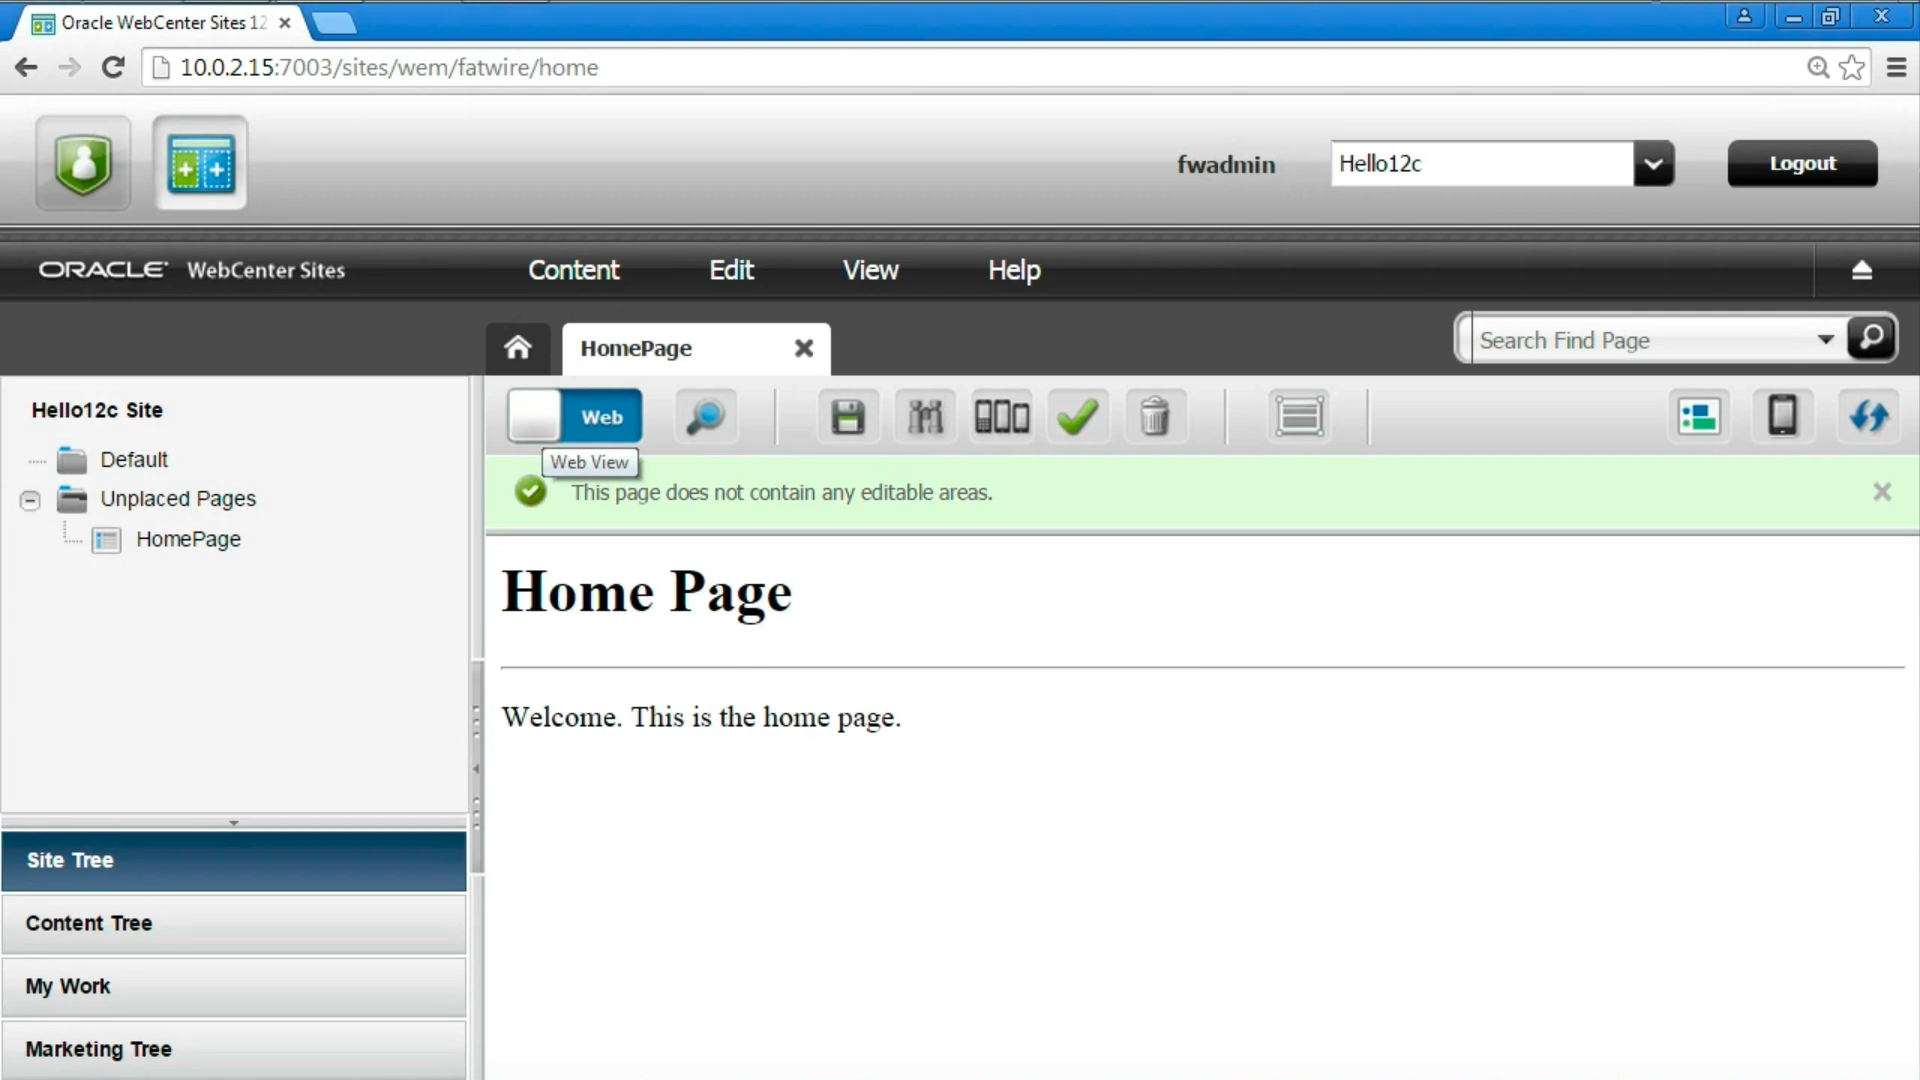 Oracle WebCenter Sites 12
10.0.2.15:7003/sites/wem/fatwire/home
fwadmin
Hello12c
Logout
ORACLE WebCenter Sites
Content
Edit
View
Help
HomePage
Search Find Page
Hello12c Site
Default
Unplaced Pages
HomePage
Web
Web View
This page does not contain any editable areas.
Home Page
Welcome. This is the home page.
Site Tree
Content Tree
My Work
Marketing Tree